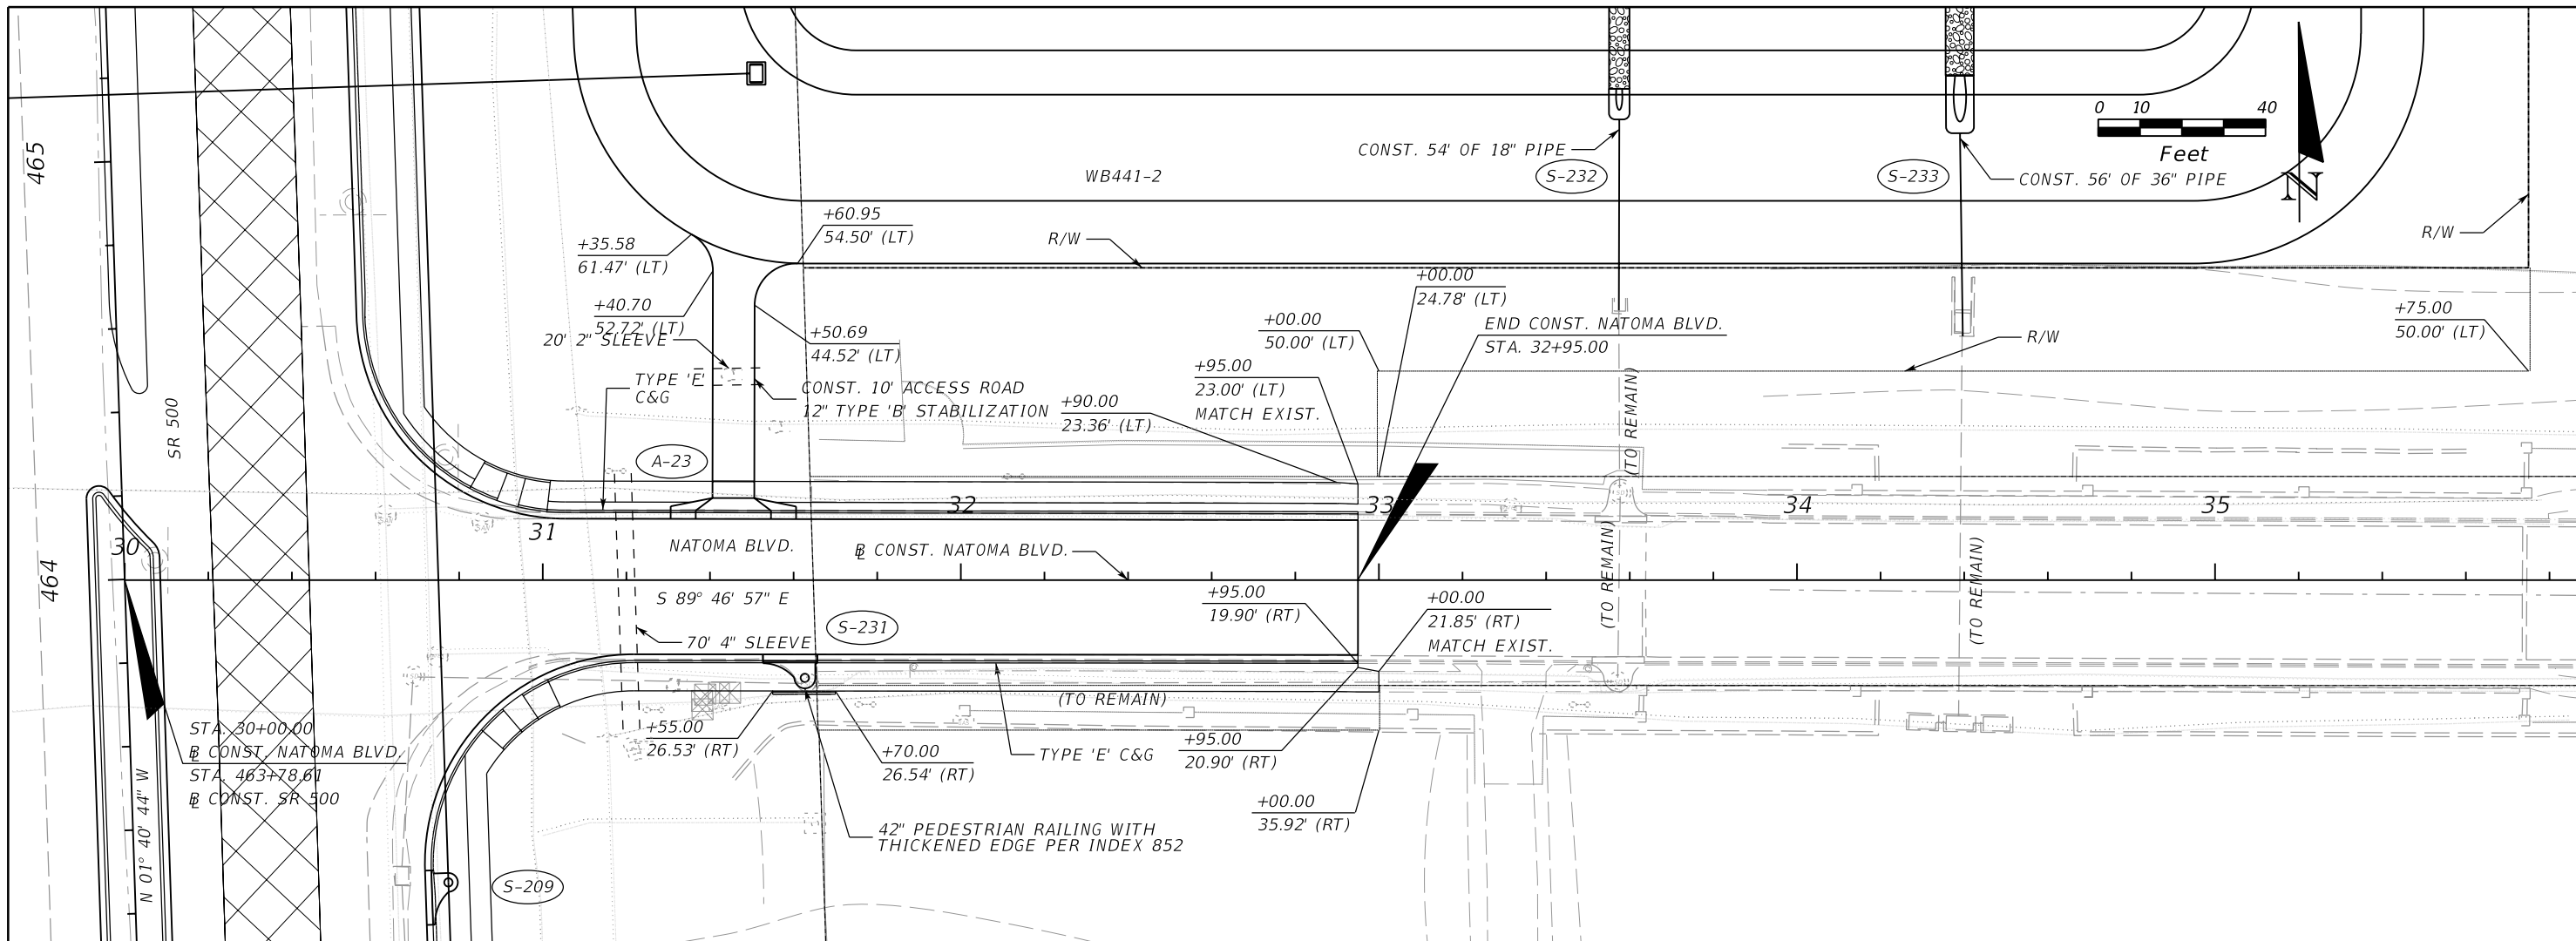 465
SR 500
464
N 01° 40' 44" W
30
31
32
33
34
35
0 10 40
Feet
N
CONST. 54' OF 18" PIPE
S-232
S-233
CONST. 56' OF 36" PIPE
WB441-2
R/W
R/W
R/W
+60.95
54.50' (LT)
+35.58
61.47' (LT)
+40.70
52.72' (LT)
20' 2" SLEEVE
+50.69
44.52' (LT)
TYPE 'E'
C&G
CONST. 10' ACCESS ROAD
12" TYPE 'B' STABILIZATION
A-23
+90.00
23.36' (LT)
+95.00
23.00' (LT)
MATCH EXIST.
+00.00
50.00' (LT)
+00.00
24.78' (LT)
END CONST. NATOMA BLVD.
STA. 32+95.00
+75.00
50.00' (LT)
(TO REMAIN)
(TO REMAIN)
(TO REMAIN)
NATOMA BLVD.
BL CONST. NATOMA BLVD.
S 89° 46' 57" E
70' 4" SLEEVE
S-231
+95.00
19.90' (RT)
+00.00
21.85' (RT)
MATCH EXIST.
(TO REMAIN)
+55.00
26.53' (RT)
+70.00
26.54' (RT)
TYPE 'E' C&G
+95.00
20.90' (RT)
+00.00
35.92' (RT)
42" PEDESTRIAN RAILING WITH
THICKENED EDGE PER INDEX 852
STA. 30+00.00
BL CONST. NATOMA BLVD.
STA. 463+78.61
BL CONST. SR 500
S-209